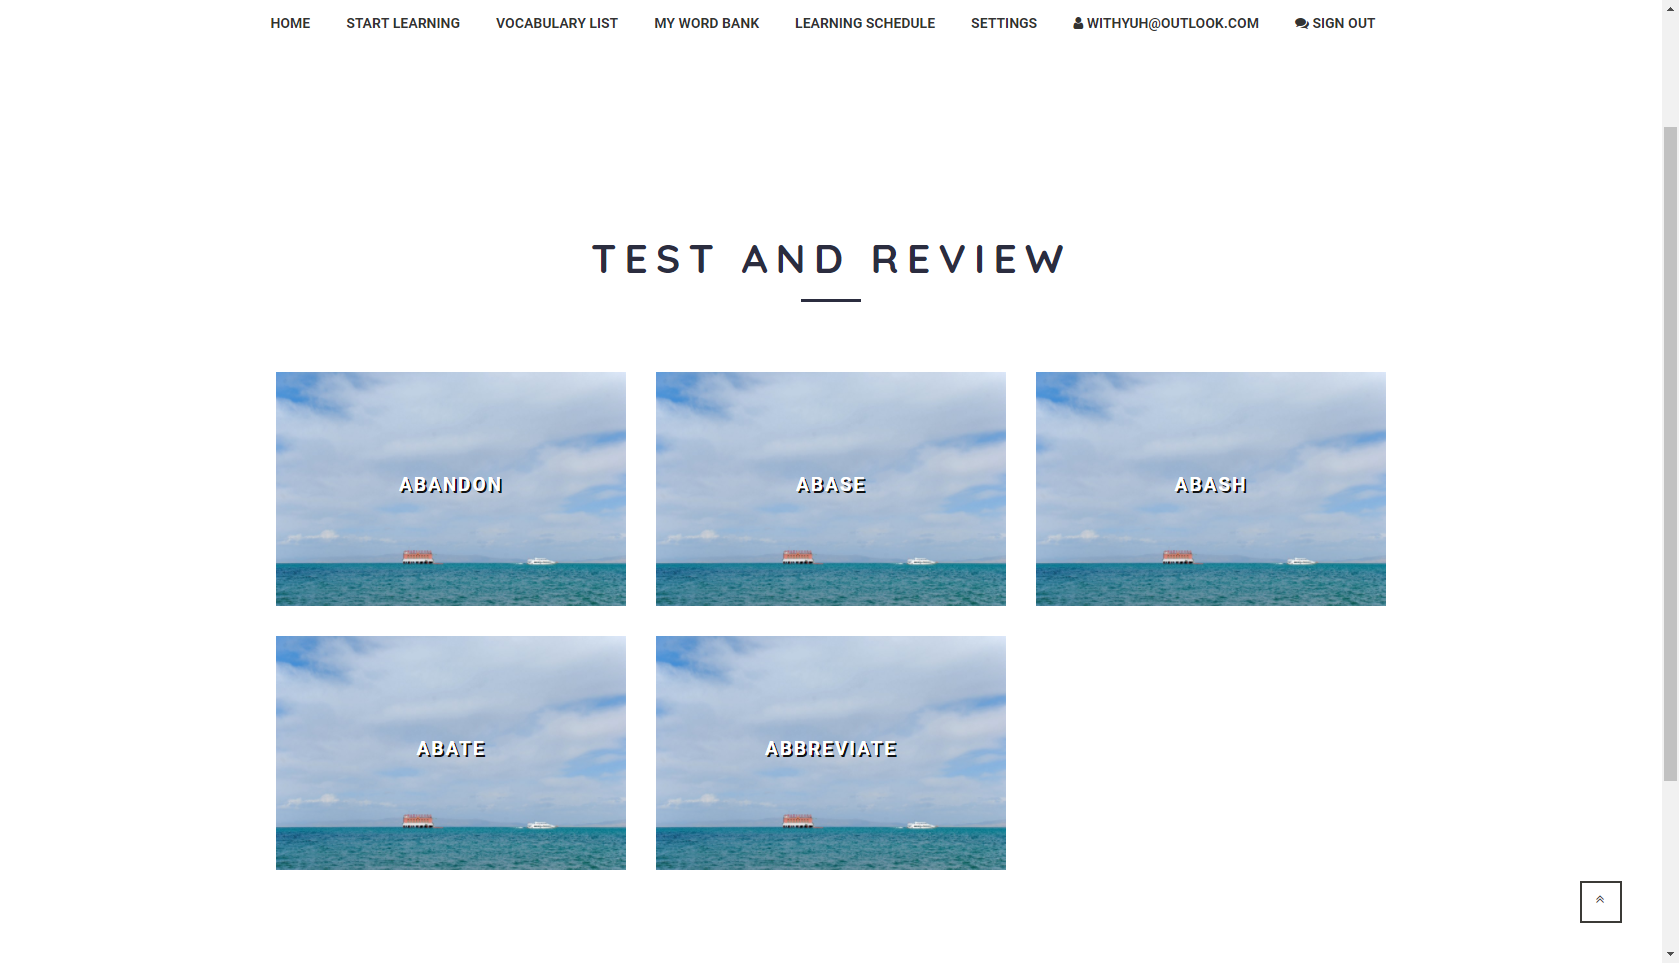 HOME START LEARNING VOCABULARY LIST MY WORD BANK LEARNING SCHEDULE SETTINGS WITHYUH@OUTLOOK.COM SIGN OUT
TEST AND REVIEW
ABANDON ABASE ABASH
ABATE ABBREVIATE